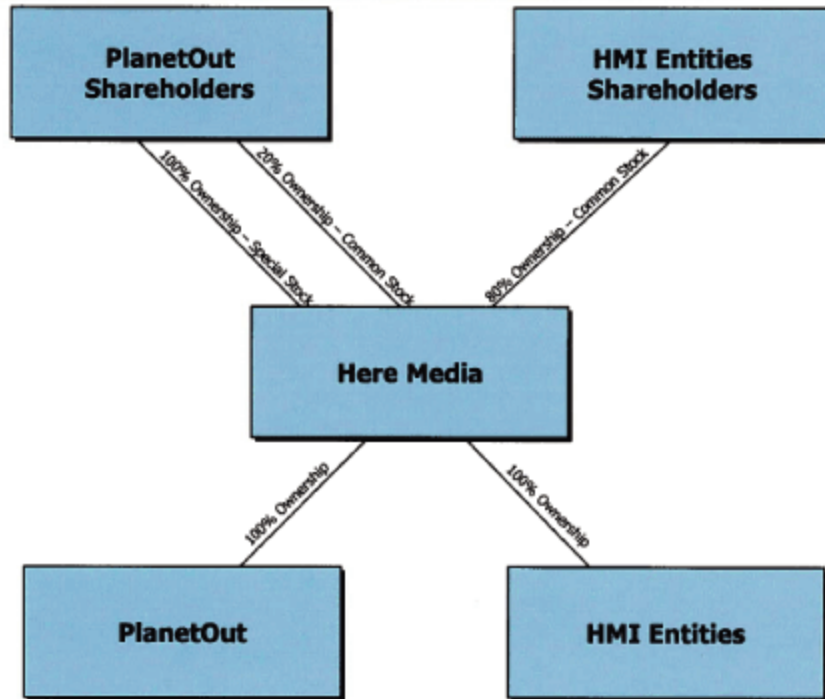 PlanetOut
Shareholders
HMI Entities
Shareholders
100% Ownership – Special Stock
20% Ownership – Common Stock
80% Ownership – Common Stock
Here Media
100% Ownership
100% Ownership
PlanetOut
HMI Entities